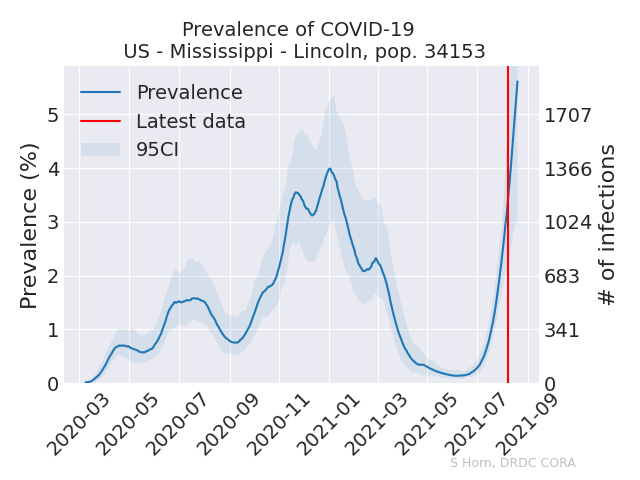 Prevalence of COVID-19
US - Mississippi - Lincoln, pop. 34153
Prevalence
Latest data
95CI
Prevalence (%)
5
4
3
2
1
0
1707
1366
1024
683
341
0
# of infections
2020-03
2020-05
2020-07
2020-09
2020-11
2021-01
2021-03
2021-05
2021-07
2021-09
S Horn, DRDC CORA